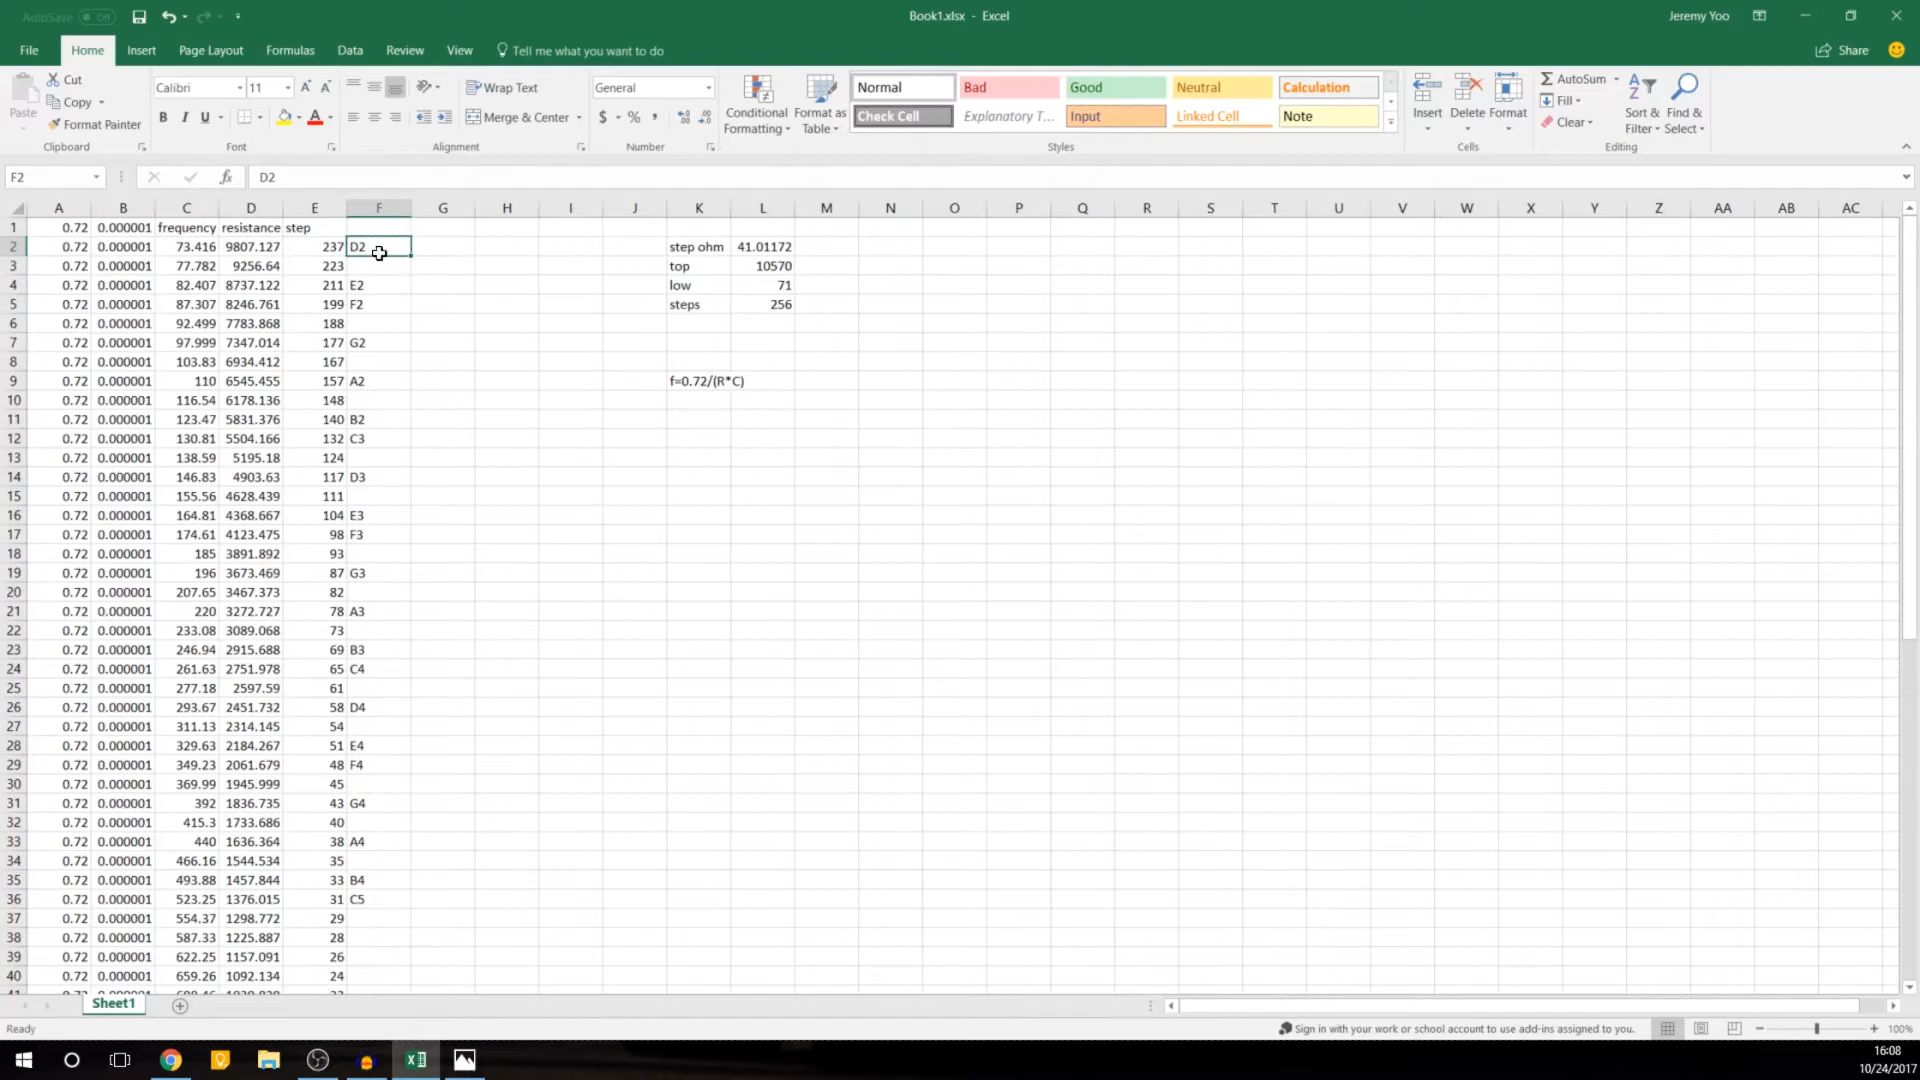 AutoSave Off
Book1.xlsx - Excel
Jeremy Yoo
File Home Insert Page Layout Formulas Data Review View Tell me what you want to do Share
Paste Cut Copy Format Painter
Calibri 11
B I U
Wrap Text
Merge & Center
General
$ % ,
Conditional Formatting
Format as Table
Normal Bad Good Neutral Calculation
Check Cell Explanatory T... Input Linked Cell Note
Insert Delete Format
AutoSum Fill Clear
Sort & Filter
Find & Select
Clipboard Font Alignment Number Styles Cells Editing
F2 fx D2
A B C D E F G H I J K L M N O P Q R S T U V W X Y Z AA AB AC
1 0.72 0.000001 frequency resistance step
2 0.72 0.000001 73.416 9807.127 237 D2 step ohm 41.01172
3 0.72 0.000001 77.782 9256.64 223 top 10570
4 0.72 0.000001 82.407 8737.122 211 E2 low 71
5 0.72 0.000001 87.307 8246.761 199 F2 steps 256
6 0.72 0.000001 92.499 7783.868 188
7 0.72 0.000001 97.999 7347.014 177 G2
8 0.72 0.000001 103.83 6934.412 167
9 0.72 0.000001 110 6545.455 157 A2 f=0.72/(R*C)
10 0.72 0.000001 116.54 6178.136 148
11 0.72 0.000001 123.47 5831.376 140 B2
12 0.72 0.000001 130.81 5504.166 132 C3
13 0.72 0.000001 138.59 5195.18 124
14 0.72 0.000001 146.83 4903.63 117 D3
15 0.72 0.000001 155.56 4628.439 111
16 0.72 0.000001 164.81 4368.667 104 E3
17 0.72 0.000001 174.61 4123.475 98 F3
18 0.72 0.000001 185 3891.892 93
19 0.72 0.000001 196 3673.469 87 G3
20 0.72 0.000001 207.65 3467.373 82
21 0.72 0.000001 220 3272.727 78 A3
22 0.72 0.000001 233.08 3089.068 73
23 0.72 0.000001 246.94 2915.688 69 B3
24 0.72 0.000001 261.63 2751.978 65 C4
25 0.72 0.000001 277.18 2597.59 61
26 0.72 0.000001 293.67 2451.732 58 D4
27 0.72 0.000001 311.13 2314.145 54
28 0.72 0.000001 329.63 2184.267 51 E4
29 0.72 0.000001 349.23 2061.679 48 F4
30 0.72 0.000001 369.99 1945.999 45
31 0.72 0.000001 392 1836.735 43 G4
32 0.72 0.000001 415.3 1733.686 40
33 0.72 0.000001 440 1636.364 38 A4
34 0.72 0.000001 466.16 1544.534 35
35 0.72 0.000001 493.88 1457.844 33 B4
36 0.72 0.000001 523.25 1376.015 31 C5
37 0.72 0.000001 554.37 1298.772 29
38 0.72 0.000001 587.33 1225.887 28
39 0.72 0.000001 622.25 1157.091 26
40 0.72 0.000001 659.26 1092.134 24
Sheet1
Ready
Sign in with your work or school account to use add-ins assigned to you.
100%
16:08
10/24/2017